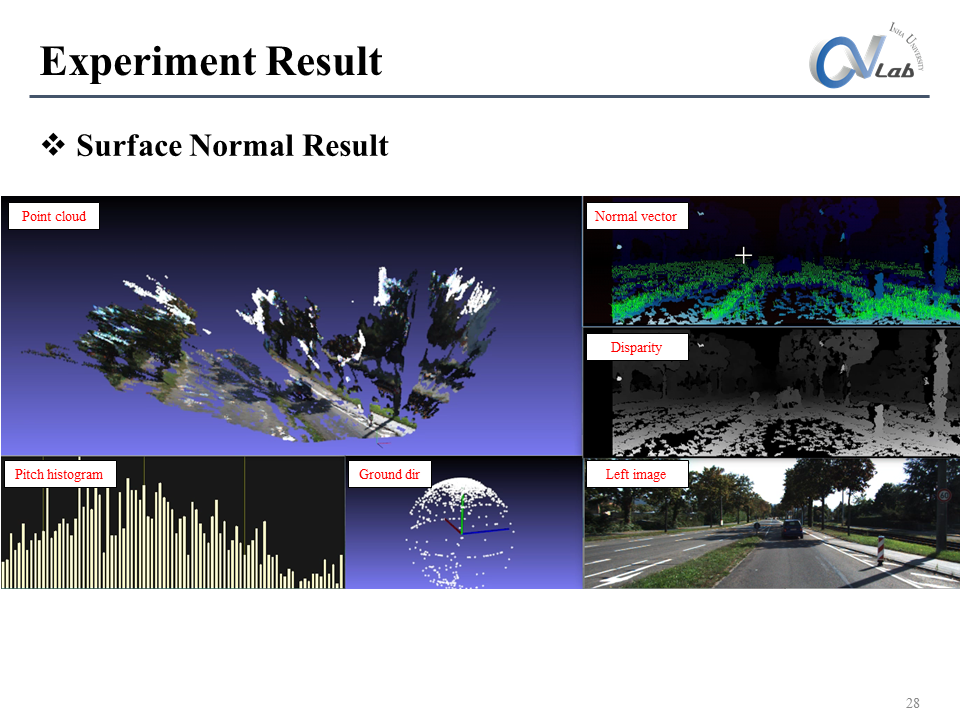 Experiment Result
INHA UNIVERSITY
CV Lab
❖ Surface Normal Result
Point cloud
Normal vector
Disparity
Pitch histogram
Ground dir
Left image
28